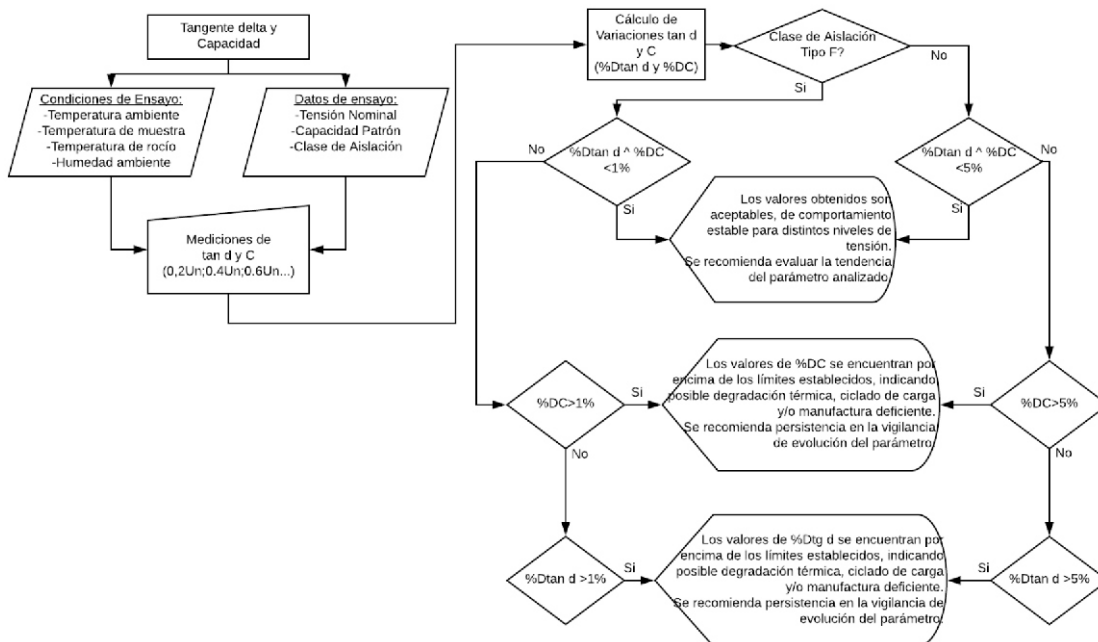 Tangente delta y
Capacidad
Condiciones de Ensayo:
-Temperatura ambiente
-Temperatura de muestra
-Temperatura de rocío
-Humedad ambiente
Datos de ensayo:
-Tensión Nominal
-Capacidad Patrón
-Clase de Aislación
Mediciones de
tan d y C
(0,2Un;0.4Un;0.6Un...)
Cálculo de
Variaciones tan d
y C
(%Dtan d y %DC)
Clase de Aislación
Tipo F?
No
Si
No
%Dtan d ^ %DC
<1%
Si
%Dtan d ^ %DC
<5%
No
Si
Los valores obtenidos son
aceptables, de comportamiento
estable para distintos niveles de
tensión.
Se recomienda evaluar la tendencia
del parámetro analizado.
%DC>1%
Si
No
Los valores de %DC se encuentran por
encima de los límites establecidos, indicando
posible degradación térmica, ciclado de carga
y/o manufactura deficiente.
Se recomienda persistencia en la vigilancia
de evolución del parámetro.
Si
%DC>5%
No
%Dtan d >1%
Si
Los valores de %Dtg d se encuentran por
encima de los límites establecidos, indicando
posible degradación térmica, ciclado de carga
y/o manufactura deficiente.
Se recomienda persistencia en la vigilancia de
evolución del parámetro.
Si
%Dtan d >5%